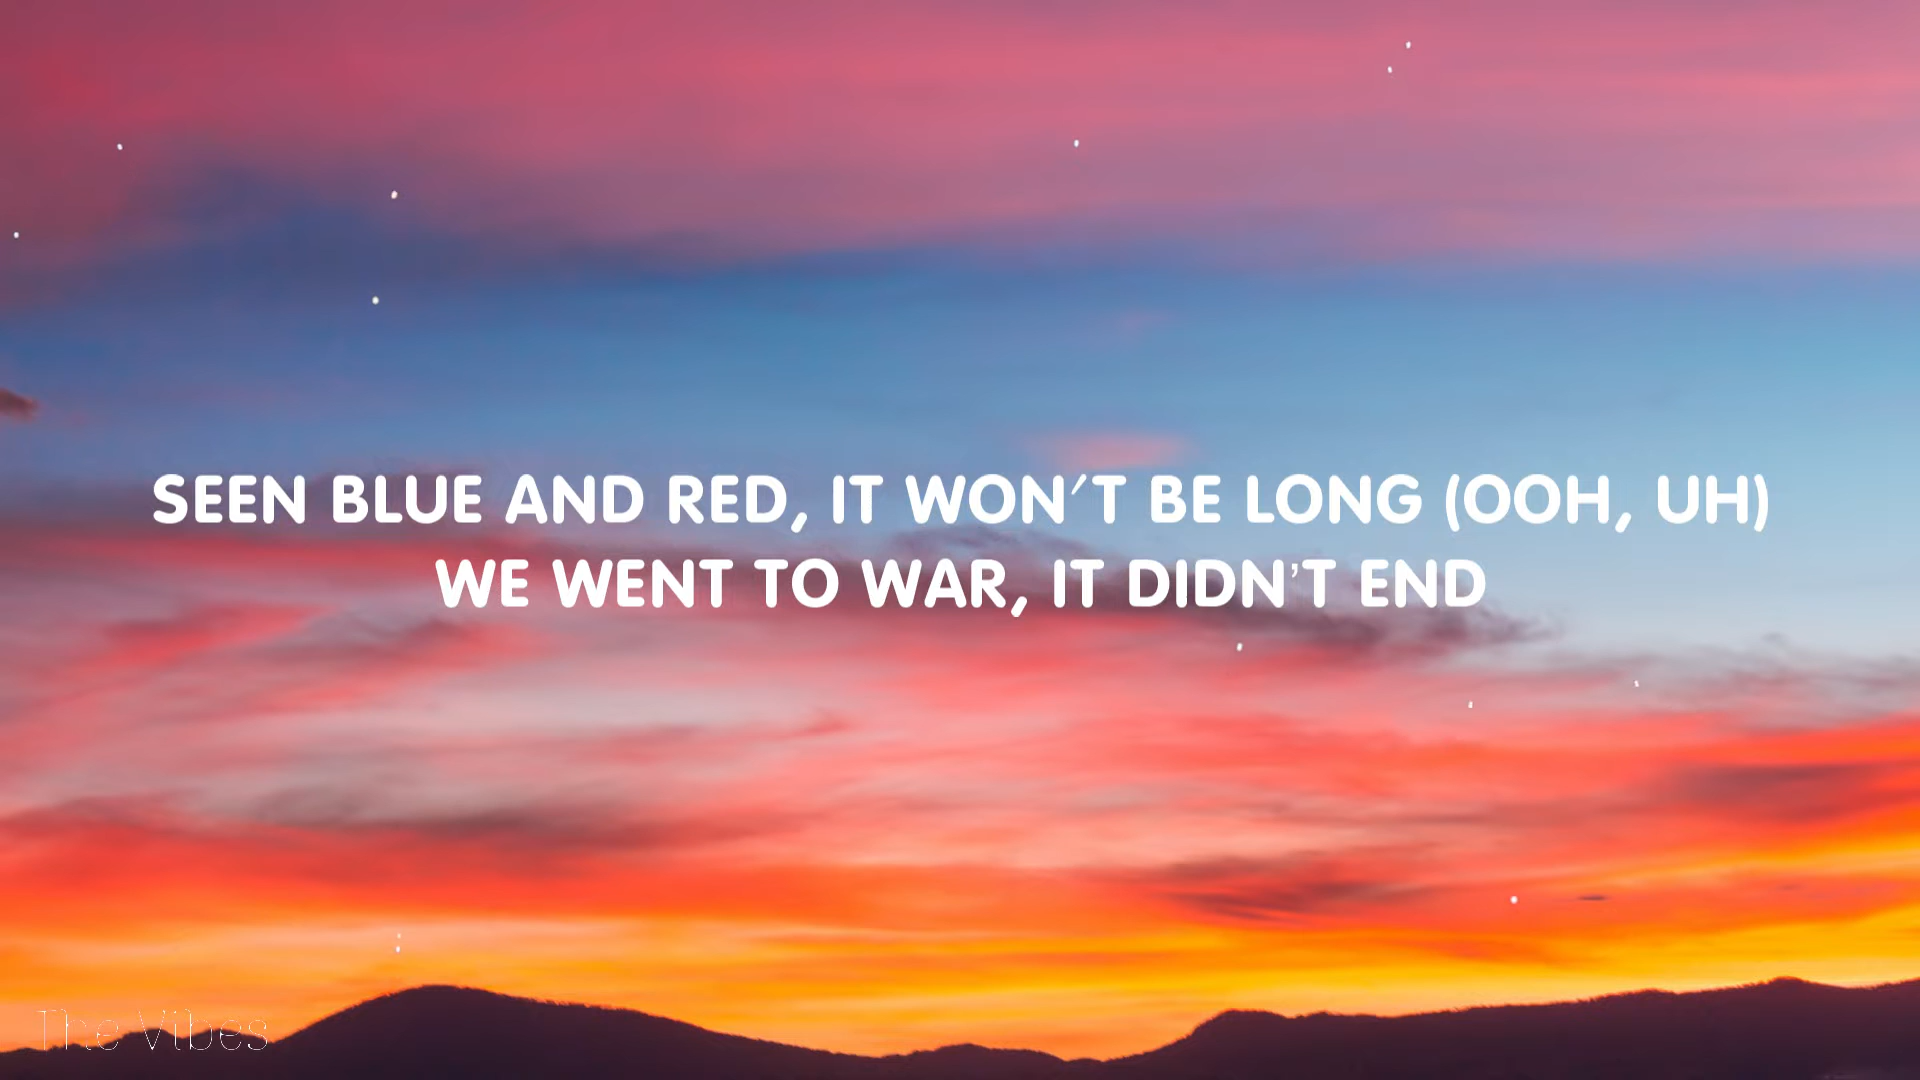 SEEN BLUE AND RED, IT WON'T BE LONG (OOH, UH)
WE WENT TO WAR, IT DIDN'T END
The Vibes